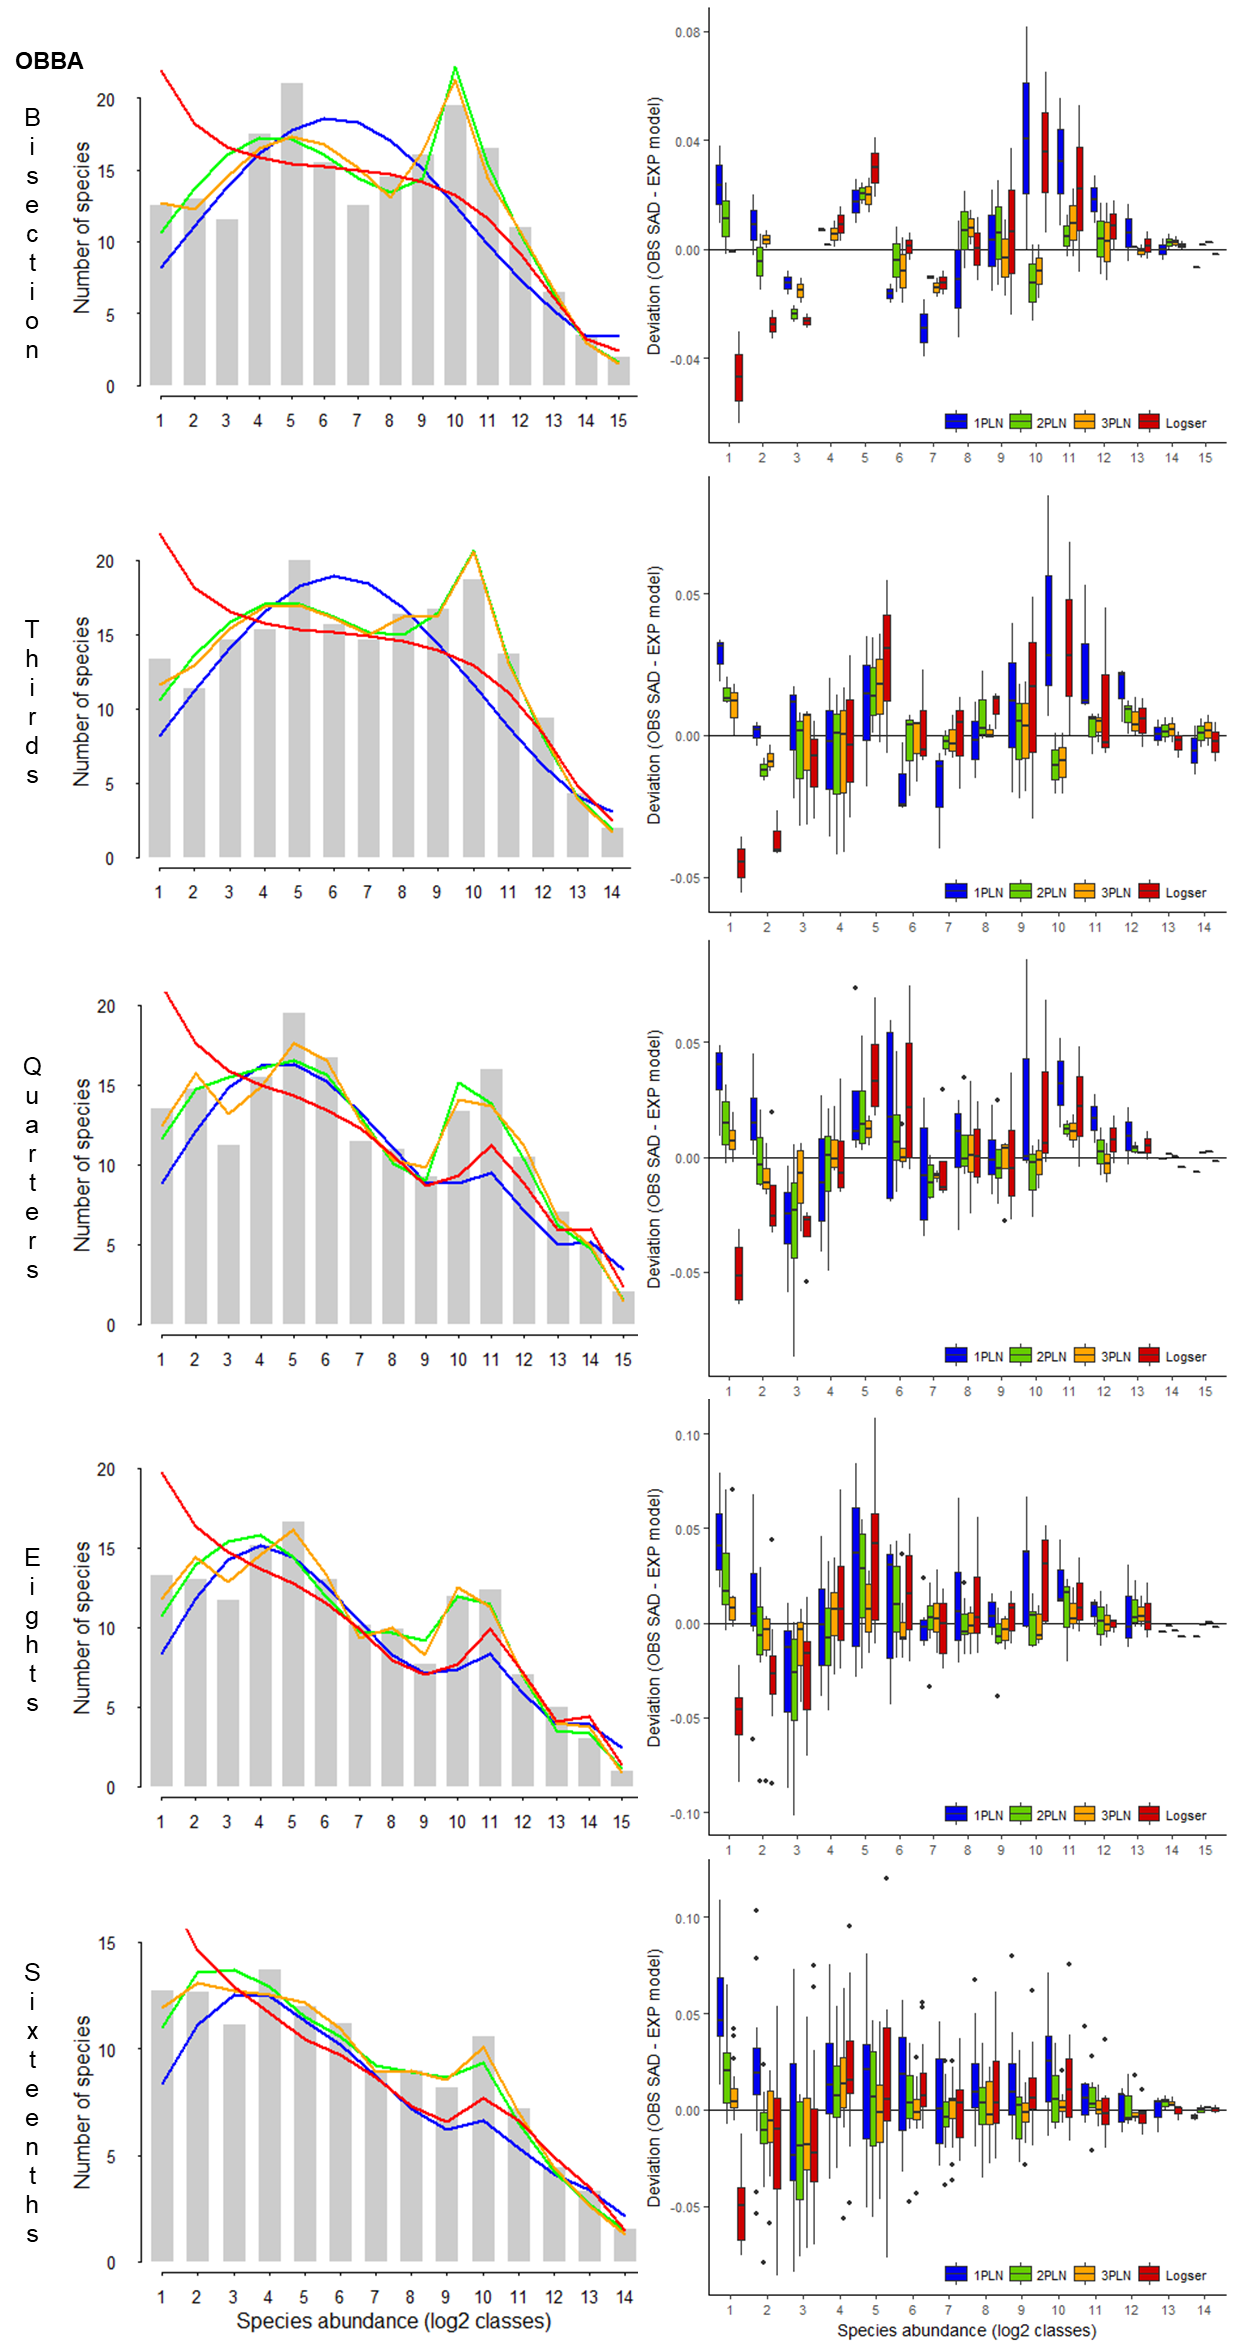 OBBA
Bisection
Number of species
20
15
10
5
0
1 2 3 4 5 6 7 8 9 10 11 12 13 14 15
Deviation (OBS SAD - EXP model)
0.08
0.04
0.00
-0.04
1PLN 2PLN 3PLN Logser
1 2 3 4 5 6 7 8 9 10 11 12 13 14 15
Thirds
Number of species
20
15
10
5
0
1 2 3 4 5 6 7 8 9 10 11 12 13 14
Deviation (OBS SAD - EXP model)
0.05
0.00
-0.05
1PLN 2PLN 3PLN Logser
1 2 3 4 5 6 7 8 9 10 11 12 13 14
Quarters
Number of species
20
15
10
5
0
1 2 3 4 5 6 7 8 9 10 11 12 13 14 15
Deviation (OBS SAD - EXP model)
0.05
0.00
-0.05
1PLN 2PLN 3PLN Logser
1 2 3 4 5 6 7 8 9 10 11 12 13 14 15
Eights
Number of species
20
15
10
5
0
1 2 3 4 5 6 7 8 9 10 11 12 13 14 15
Deviation (OBS SAD - EXP model)
0.10
0.05
0.00
-0.05
-0.10
1PLN 2PLN 3PLN Logser
1 2 3 4 5 6 7 8 9 10 11 12 13 14 15
Sixtenths
Number of species
15
10
5
0
1 2 3 4 5 6 7 8 9 10 11 12 13 14
Species abundance (log2 classes)
Deviation (OBS SAD - EXP model)
0.10
0.05
0.00
-0.05
1PLN 2PLN 3PLN Logser
1 2 3 4 5 6 7 8 9 10 11 12 13 14
Species abundance (log2 classes)